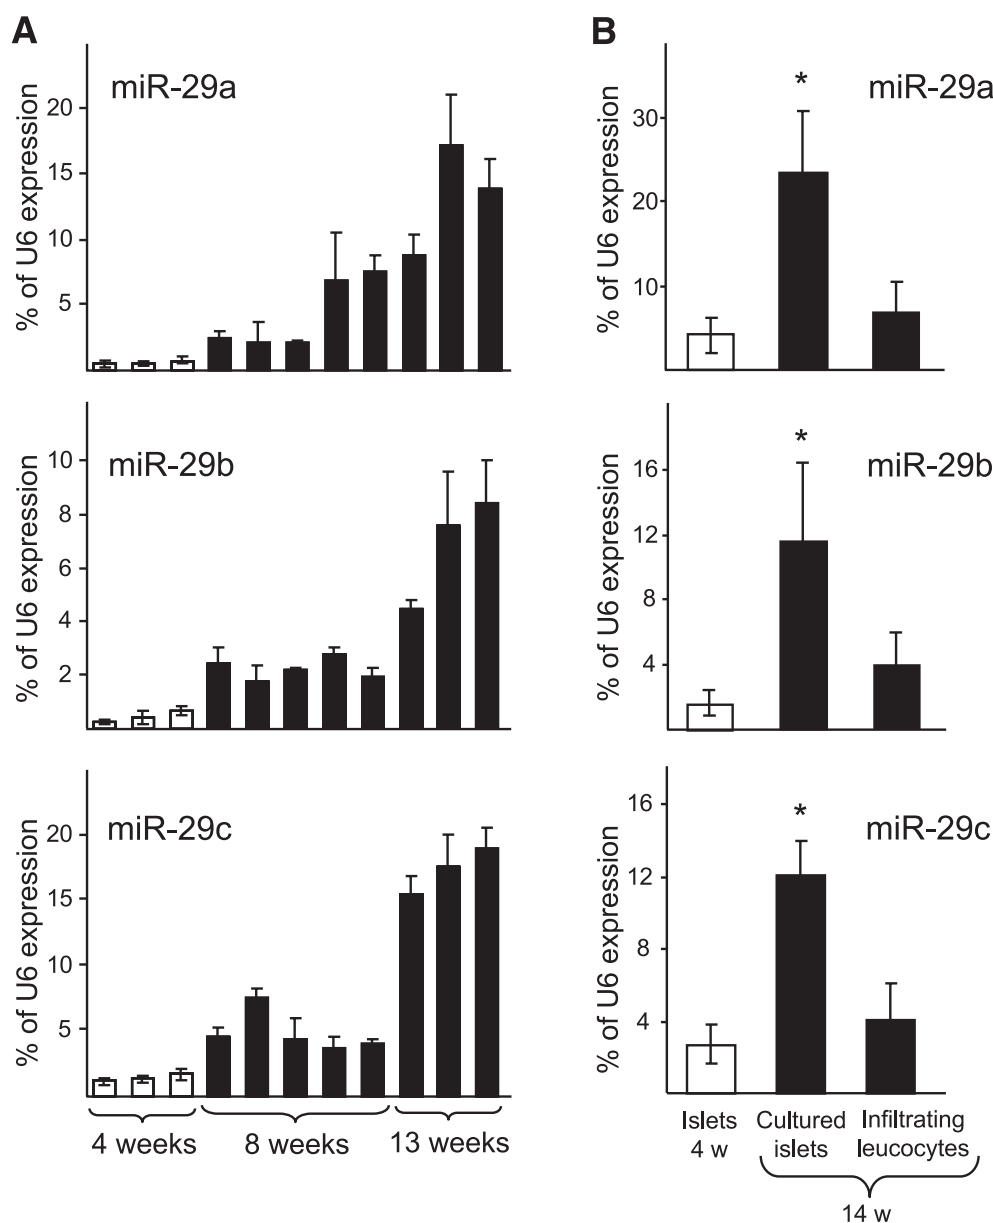 A
miR-29a
% of U6 expression
20
15
10
5
miR-29b
% of U6 expression
10
8
6
4
2
miR-29c
% of U6 expression
20
15
10
5
4 weeks
8 weeks
13 weeks
B
miR-29a
*
% of U6 expression
30
20
10
miR-29b
*
% of U6 expression
16
12
8
4
miR-29c
*
% of U6 expression
16
12
8
4
Islets
4 w
Cultured
islets
Infiltrating
leucocytes
14 w